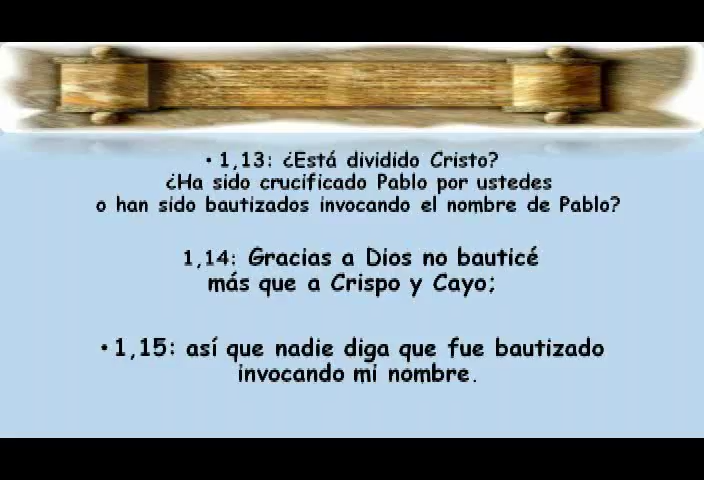 • 1,13: ¿Está dividido Cristo?
¿Ha sido crucificado Pablo por ustedes
o han sido bautizados invocando el nombre de Pablo?
1,14: Gracias a Dios no bauticé
más que a Crispo y Cayo;
• 1,15: así que nadie diga que fue bautizado
invocando mi nombre.